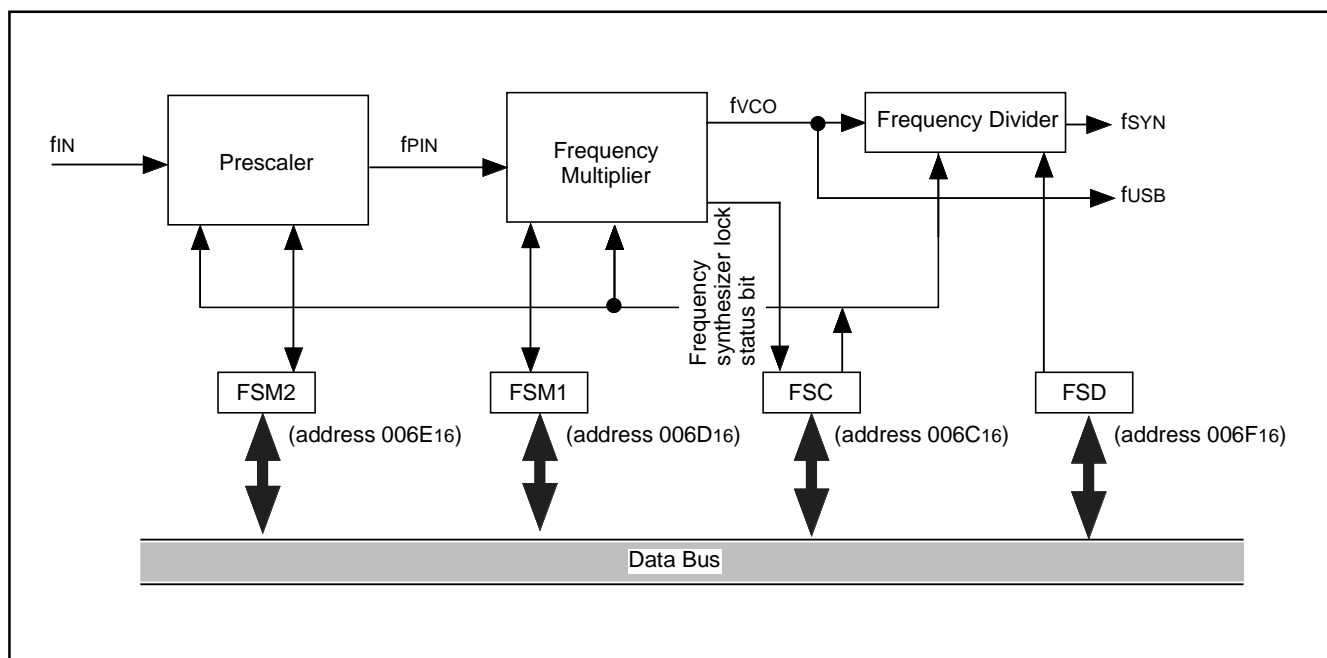 fIN
Prescaler
fPIN
Frequency
Multiplier
fVCO
Frequency Divider
fSYN
fUSB
Frequency
synthesizer lock
status bit
FSM2
(address 006E16)
FSM1
(address 006D16)
FSC
(address 006C16)
FSD
(address 006F16)
Data Bus